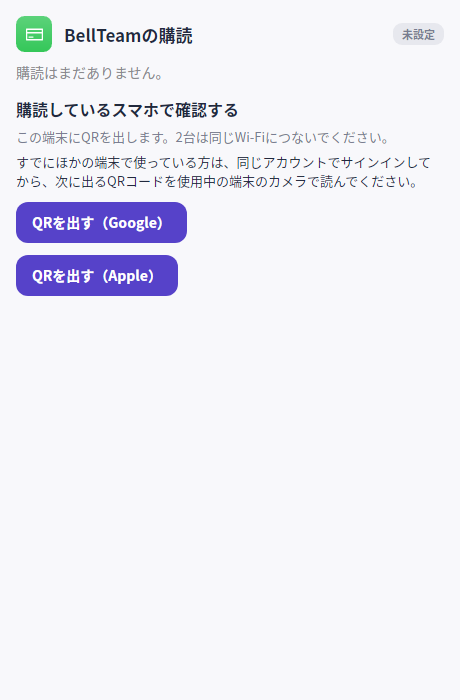 BellTeamの購読
未設定
購読はまだありません。
購読しているスマホで確認する
この端末にQRを出します。2台は同じWi-Fiにつないでください。
すでにほかの端末で使っている方は、同じアカウントでサインインして
から、次に出るQRコードを使用中の端末のカメラで読んでください。
QRを出す（Google）
QRを出す（Apple）